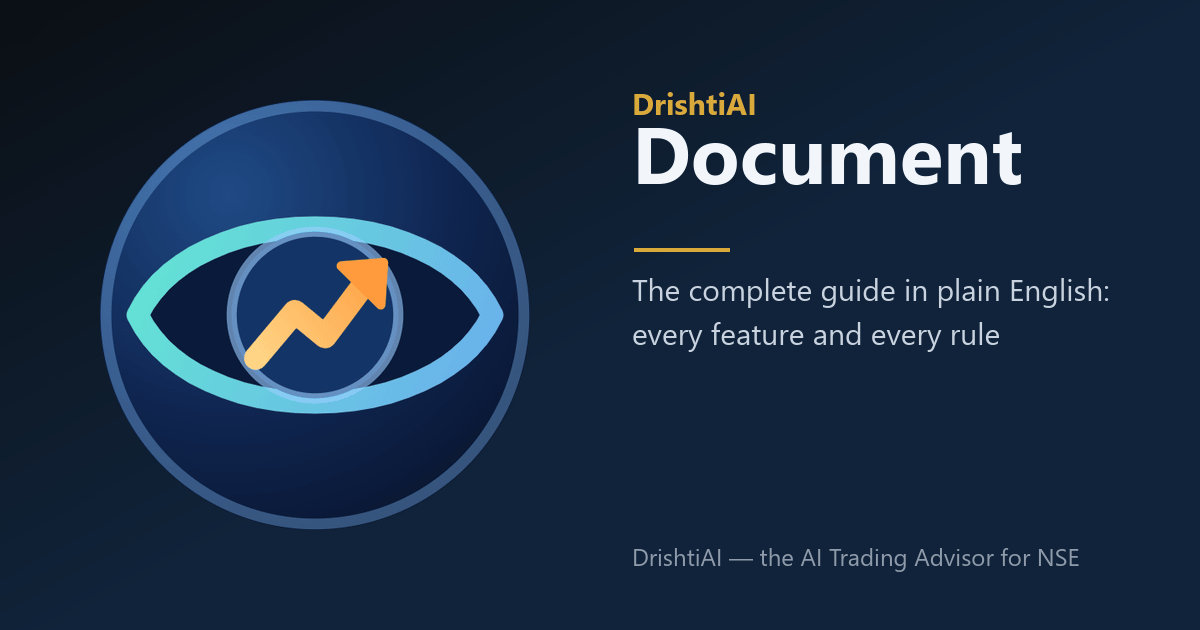 DrishtiAI
Document
The complete guide in plain English:
every feature and every rule
DrishtiAI — the AI Trading Advisor for NSE